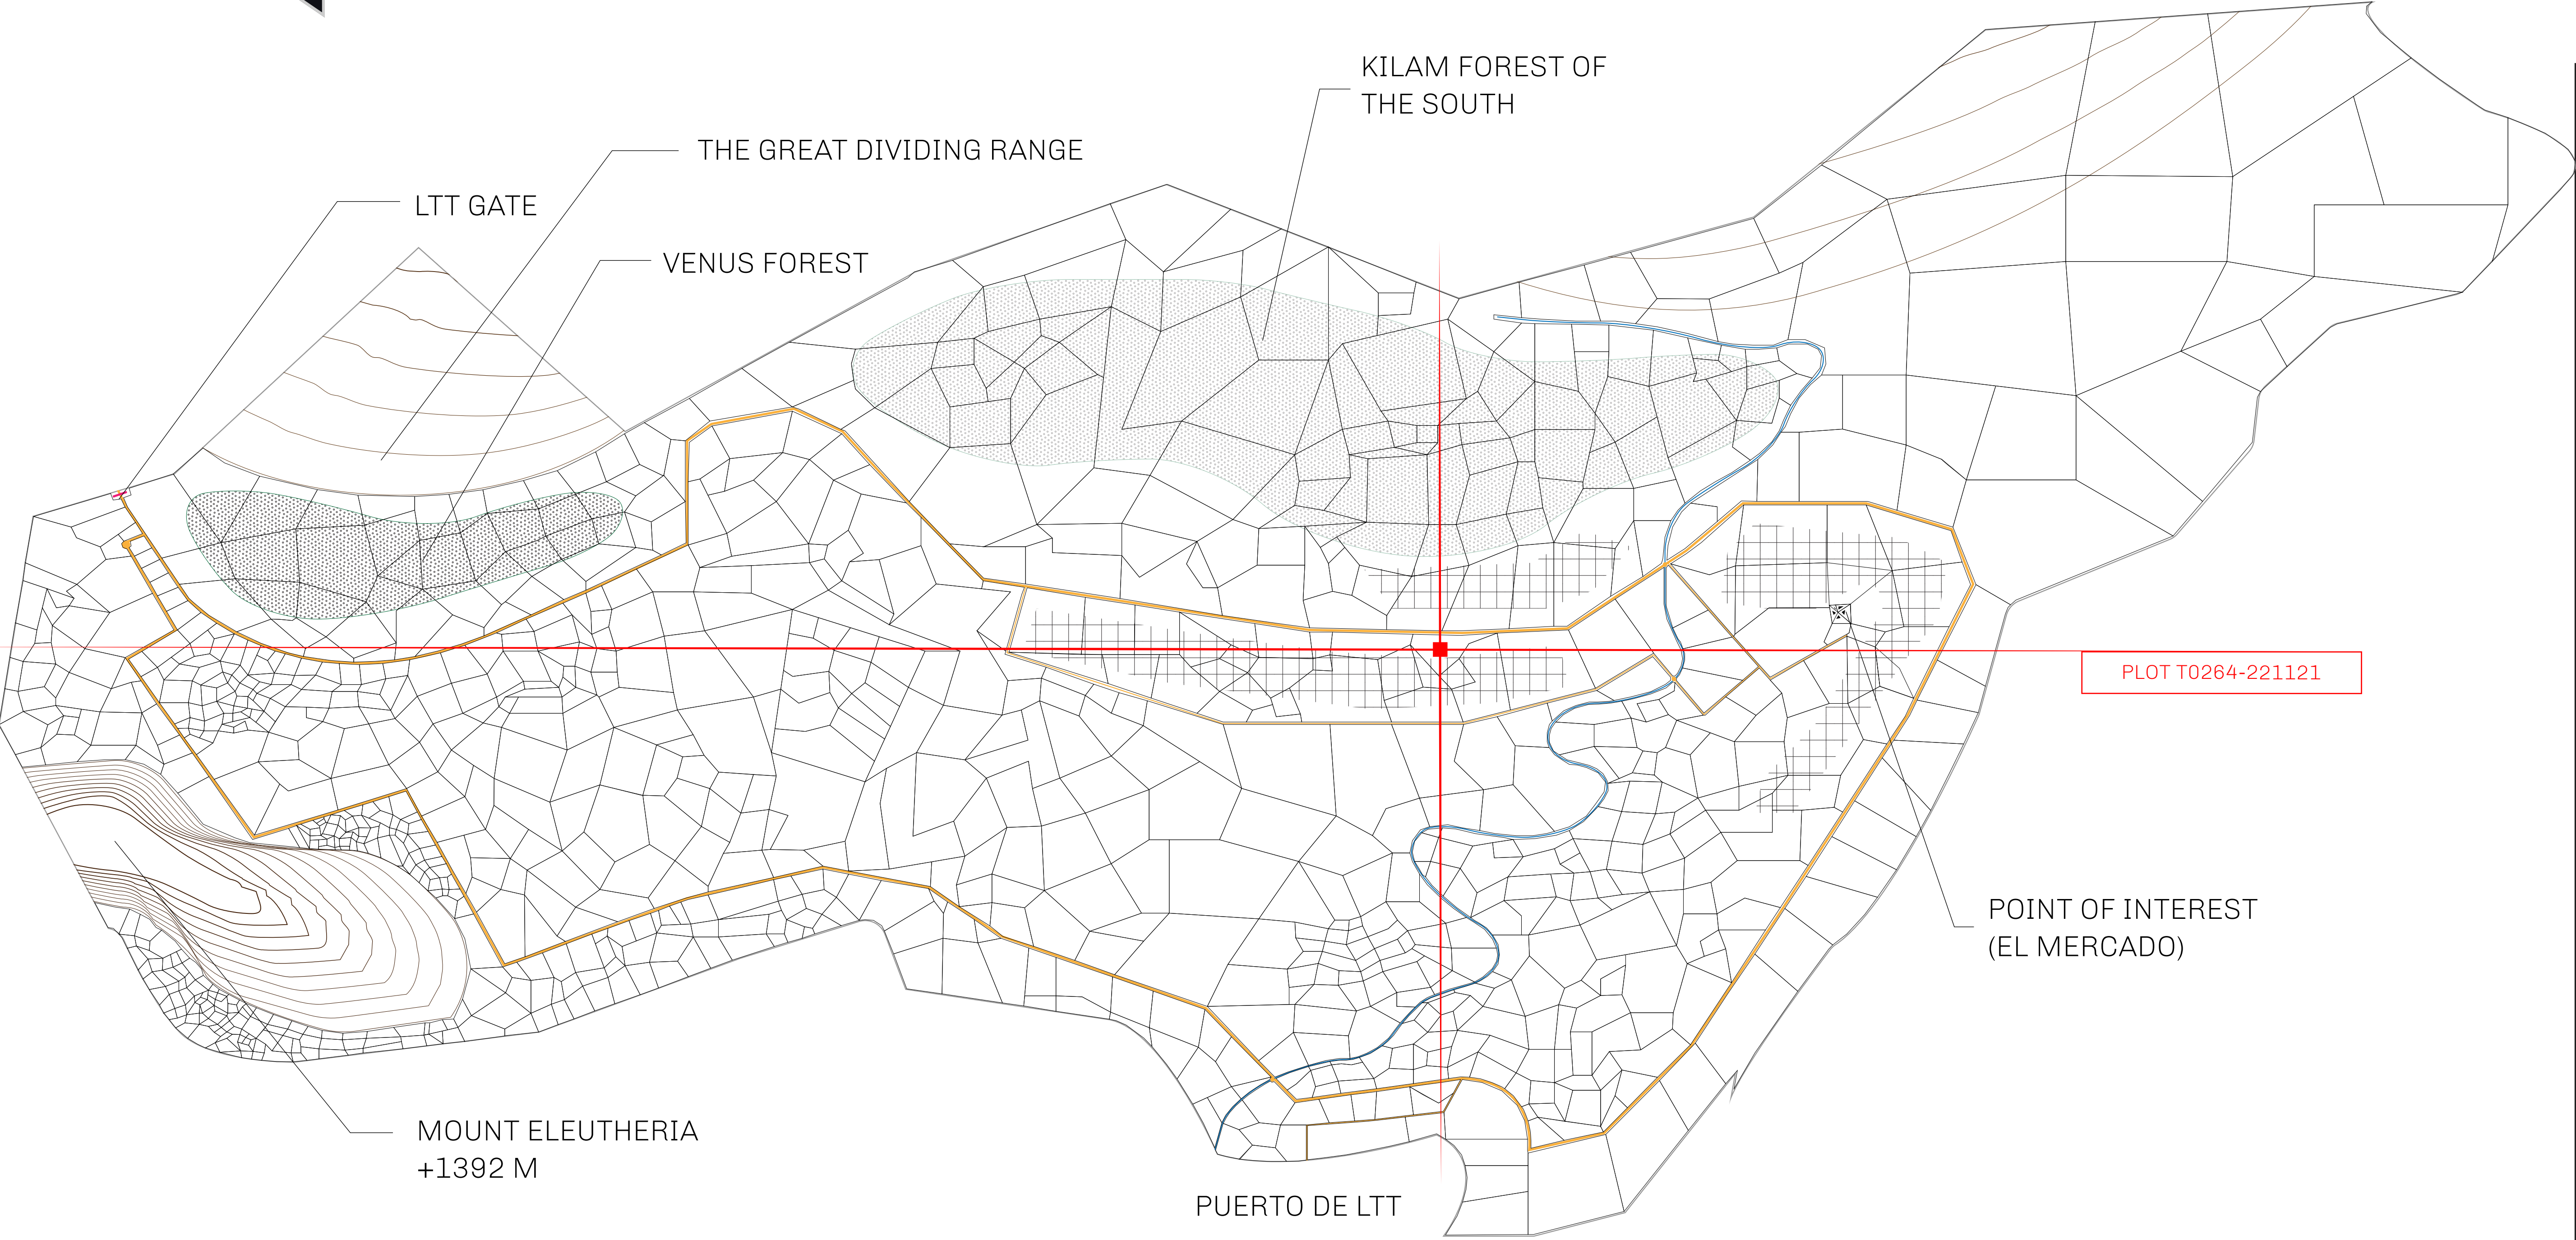 KILAM FOREST OF
THE SOUTH
THE GREAT DIVIDING RANGE
LTT GATE
VENUS FOREST
PLOT T0264-221121
POINT OF INTEREST
(EL MERCADO)
MOUNT ELEUTHERIA
+1392 M
PUERTO DE LTT